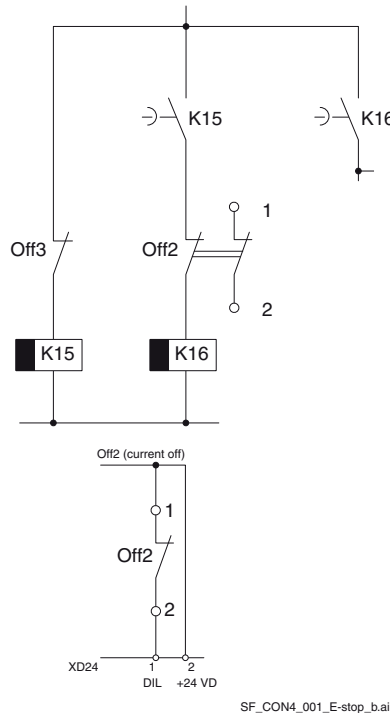 K15
K16
1
Off3
Off2
2
K15
K16
Off2 (current off)
1
Off2
2
XD24
1
2
DIL
+24 VD
SF_CON4_001_E-stop_b.ai